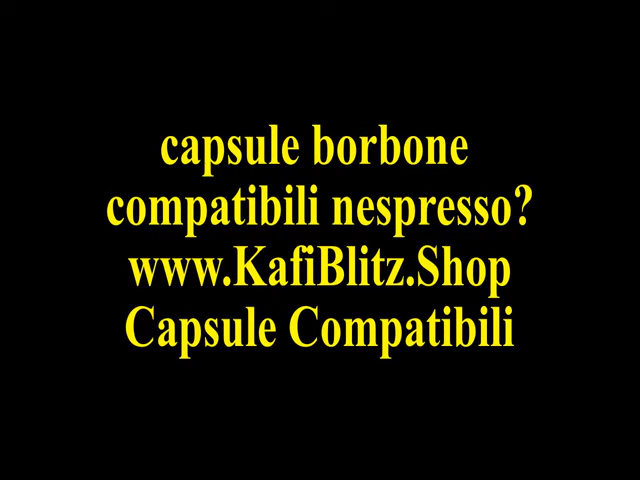 capsule borbone
compatibili nespresso?
www.KafiBlitz.Shop
Capsule Compatibili